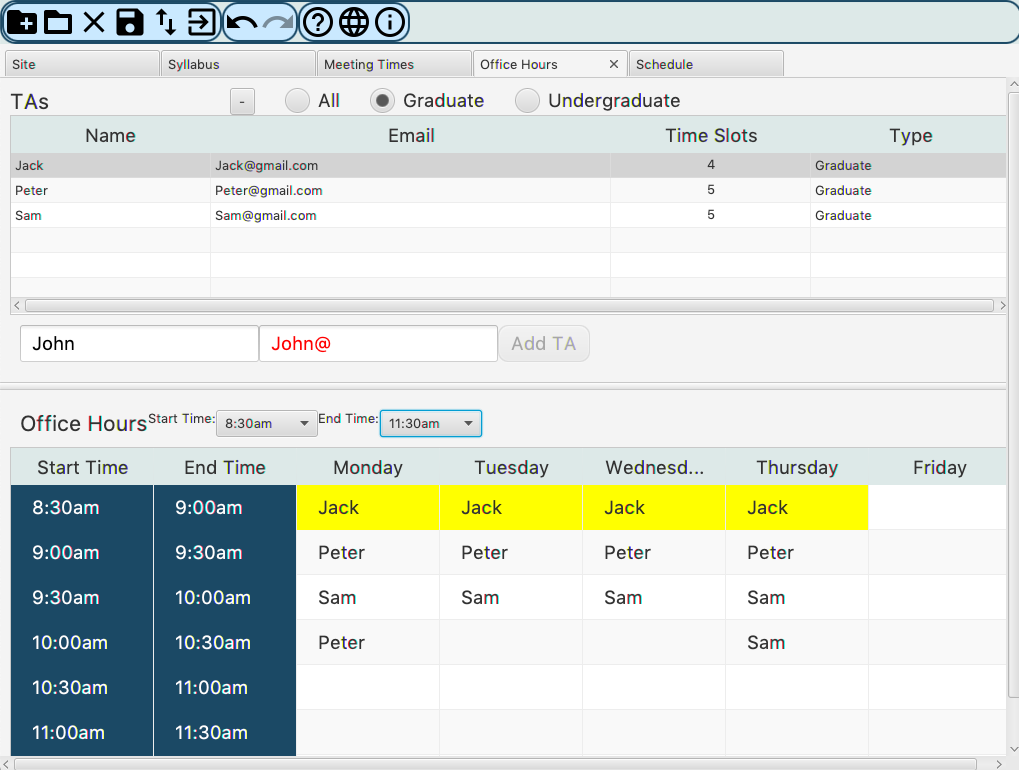 Site Syllabus Meeting Times Office Hours Schedule
TAs - All Graduate Undergraduate
Name Email Time Slots Type
Jack Jack@gmail.com 4 Graduate
Peter Peter@gmail.com 5 Graduate
Sam Sam@gmail.com 5 Graduate
John John@ Add TA
Office Hours Start Time: 8:30am End Time: 11:30am
Start Time End Time Monday Tuesday Wednesd... Thursday Friday
8:30am 9:00am Jack Jack Jack Jack
9:00am 9:30am Peter Peter Peter Peter
9:30am 10:00am Sam Sam Sam Sam
10:00am 10:30am Peter Sam
10:30am 11:00am
11:00am 11:30am